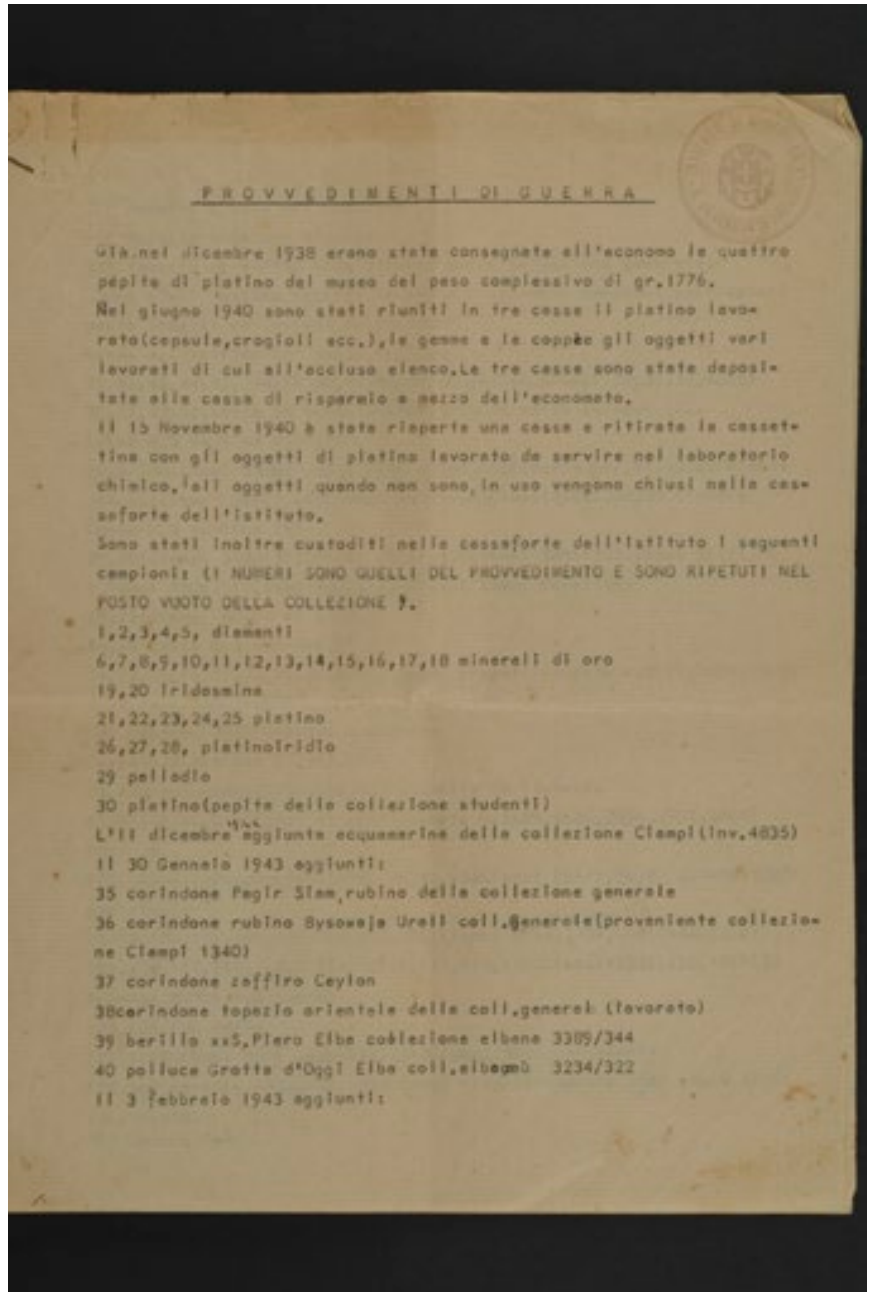 PROVVEDIMENTI DI GUERRA
Già nel dicembre 1938 erano state consegnate all'economo le quattro
pepite di platino del museo del peso complessivo di gr.1776.
Nel giugno 1940 sono stati riuniti in tre casse il platino lavo=
rato(capsule,crogioli ecc.),le gemme e le coppee gli oggetti vari
lavorati di cui all'accluso elenco.Le tre casse sono state deposi=
tate alla cassa di risparmio a mezzo dell'economato.
Il 15 Novembre 1940 è stata riaperta una cassa e ritirata la casset=
tina con gli oggetti di platino lavorato da servire nel laboratorio
chimico.Tali oggetti quando non sono,in uso vengono chiusi nella cas=
saforte dell'istituto.
Sono stati inoltre custoditi nella cassaforte dell'istituto i seguenti
campioni: (I NUMERI SONO QUELLI DEL PROVVEDIMENTO E SONO RIPETUTI NEL
POSTO VUOTO DELLA COLLEZIONE ).
1,2,3,4,5, diamanti
6,7,8,9,10,11,12,13,14,15,16,17,18 minerali di oro
19,20 iridosmina
21,22,23,24,25 platino
26,27,28, platinoiridio
29 palladio
30 platino(pepita della collezione studenti)
L'11 dicembre aggiunta acquamarina della collezione Ciampi(inv.4835)
Il 30 Gennaio 1943 aggiunti:
35 corindone Pagir Siam,rubino della collezione generale
36 corindone rubino Bysowaja Urali coll.generale(proveniente collezio=
ne Ciampi 1340)
37 corindone zaffiro Ceylon
38corindone topazio orientale della coll.general (lavorato)
39 berillo xxS.Piero Elba collezione elbana 3389/344
40 polluce Grotta d'Oggi Elba coll. 3234/322
Il 3 febbraio 1943 aggiunti: